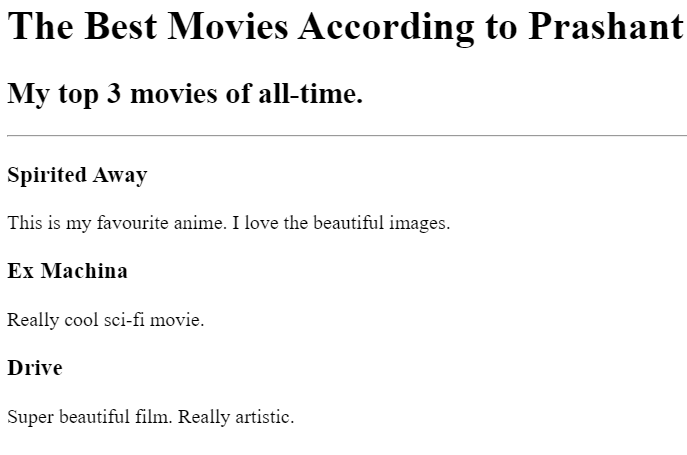 The Best Movies According to Prashant
My top 3 movies of all-time.
Spirited Away
This is my favourite anime. I love the beautiful images.
Ex Machina
Really cool sci-fi movie.
Drive
Super beautiful film. Really artistic.